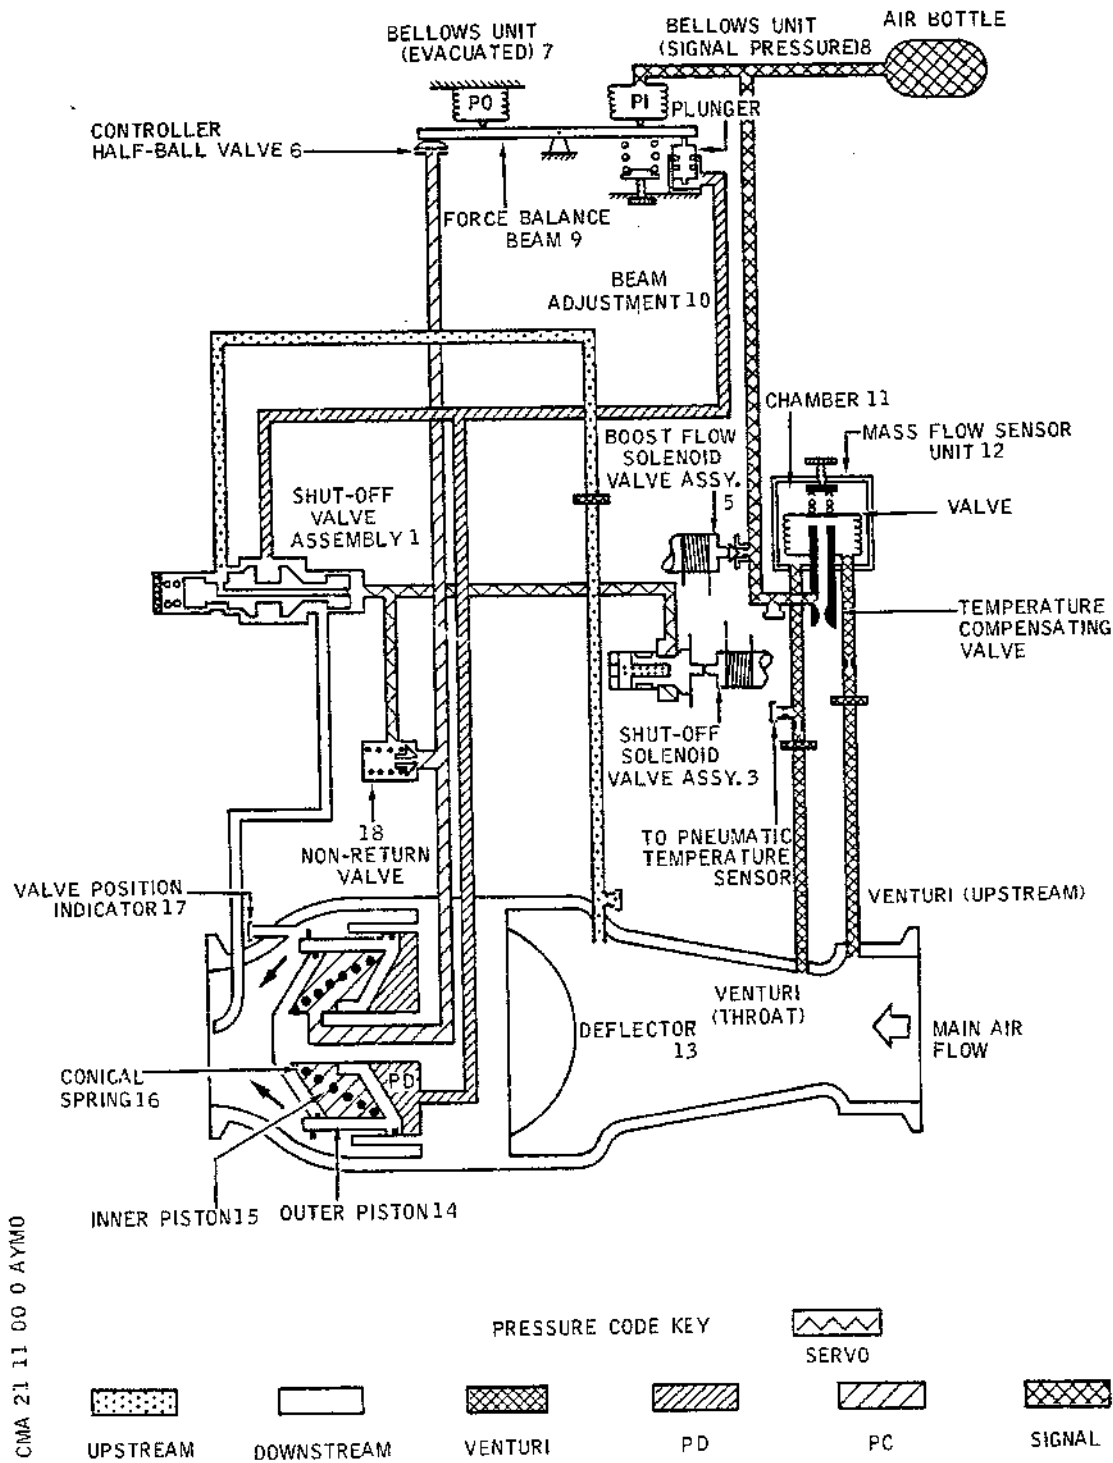 BELLOWS UNIT
(EVACUATED) 7
BELLOWS UNIT
(SIGNAL PRESSURE)8
AIR BOTTLE
PO
PI
PLUNGER
CONTROLLER
HALF-BALL VALVE 6
FORCE BALANCE
BEAM 9
BEAM
ADJUSTMENT 10
CHAMBER 11
MASS FLOW SENSOR
UNIT 12
BOOST FLOW
SOLENOID
VALVE ASSY.
5
VALVE
SHUT-OFF
VALVE
ASSEMBLY 1
TEMPERATURE
COMPENSATING
VALVE
SHUT-OFF
SOLENOID
VALVE ASSY.3
18
NON-RETURN
VALVE
TO PNEUMATIC
TEMPERATURE
SENSOR
VALVE POSITION
INDICATOR 17
VENTURI (UPSTREAM)
VENTURI
(THROAT)
DEFLECTOR
13
MAIN AIR
FLOW
CONICAL
SPRING 16
PD
INNER PISTON 15
OUTER PISTON 14
CMA 21 11 00 0 AYMO
PRESSURE CODE KEY
SERVO
UPSTREAM
DOWNSTREAM
VENTURI
PD
PC
SIGNAL